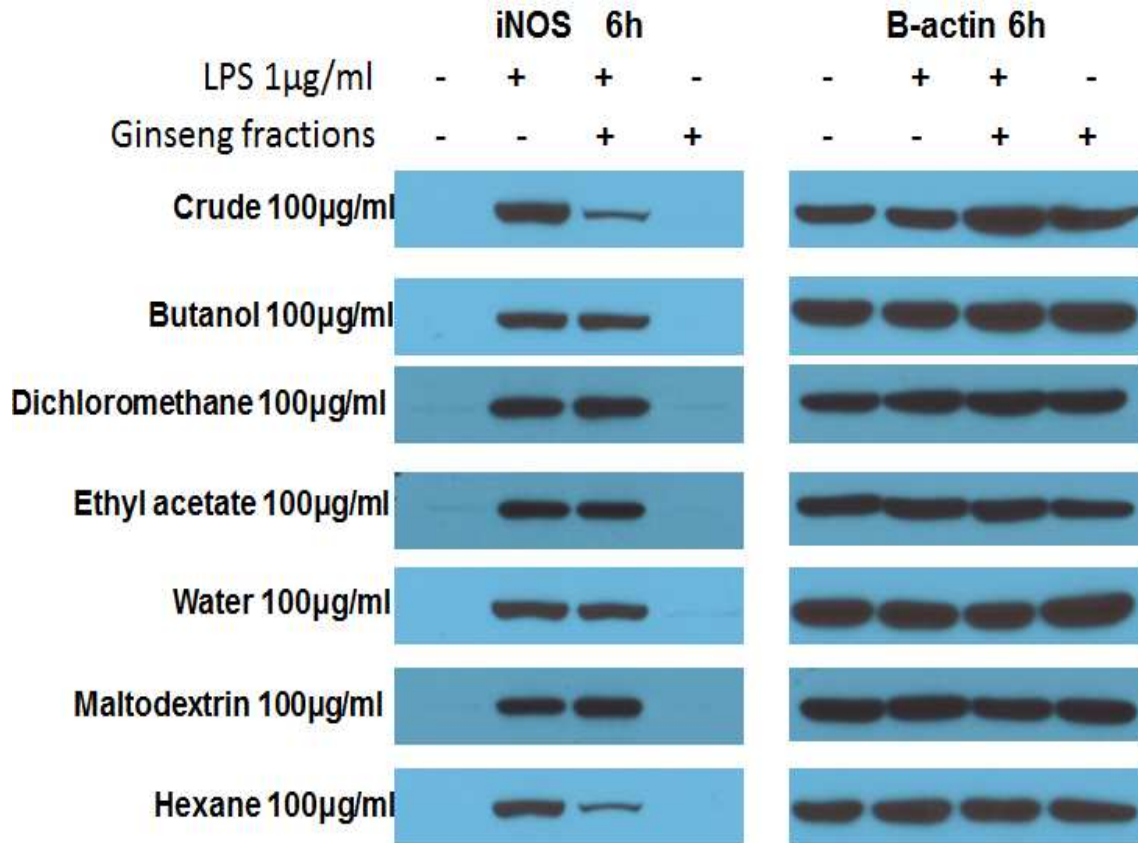 iNOS 6h B-actin 6h
LPS 1µg/ml - + + - - + + -
Ginseng fractions - - + + - - + +
Crude 100µg/ml
Butanol 100µg/ml
Dichloromethane 100µg/ml
Ethyl acetate 100µg/ml
Water 100µg/ml
Maltodextrin 100µg/ml
Hexane 100µg/ml